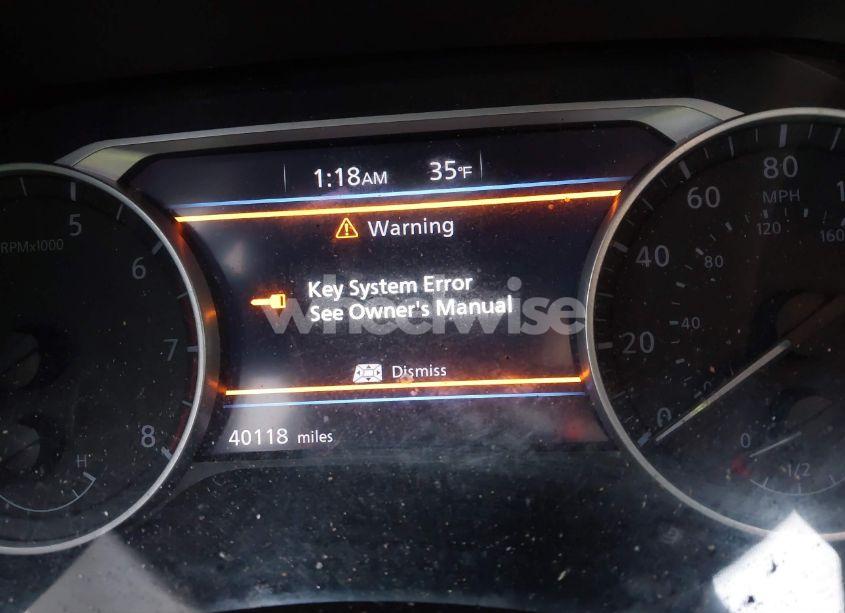 1:18AM 35°F
Warning
Key System Error
See Owner's Manual
wheelwise
Dismiss
40118 miles
5
RPMx1000
6
7
8
H
80
MPH
60
120
160
40
80
20
40
0
0
1/2